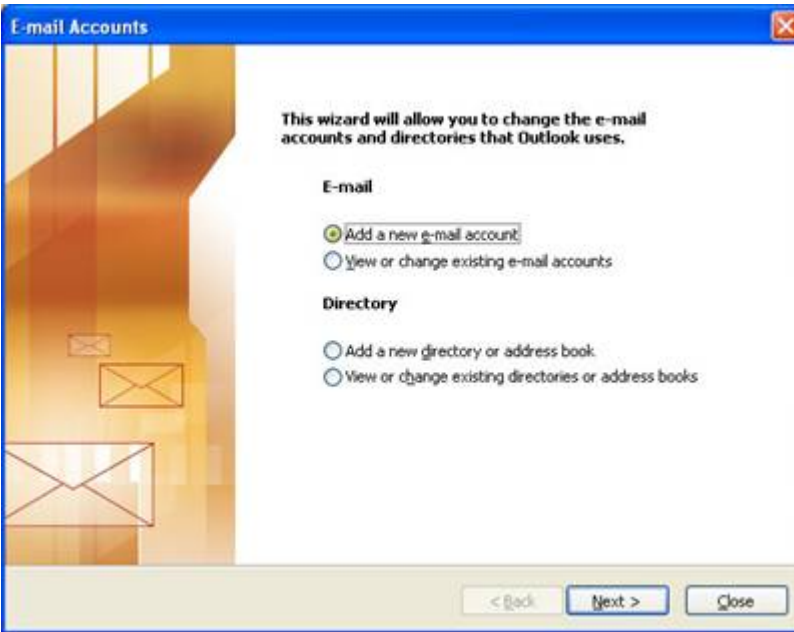 E-mail Accounts
This wizard will allow you to change the e-mail
accounts and directories that Outlook uses.
E-mail
Add a new e-mail account
View or change existing e-mail accounts
Directory
Add a new directory or address book
View or change existing directories or address books
< Back Next > Close